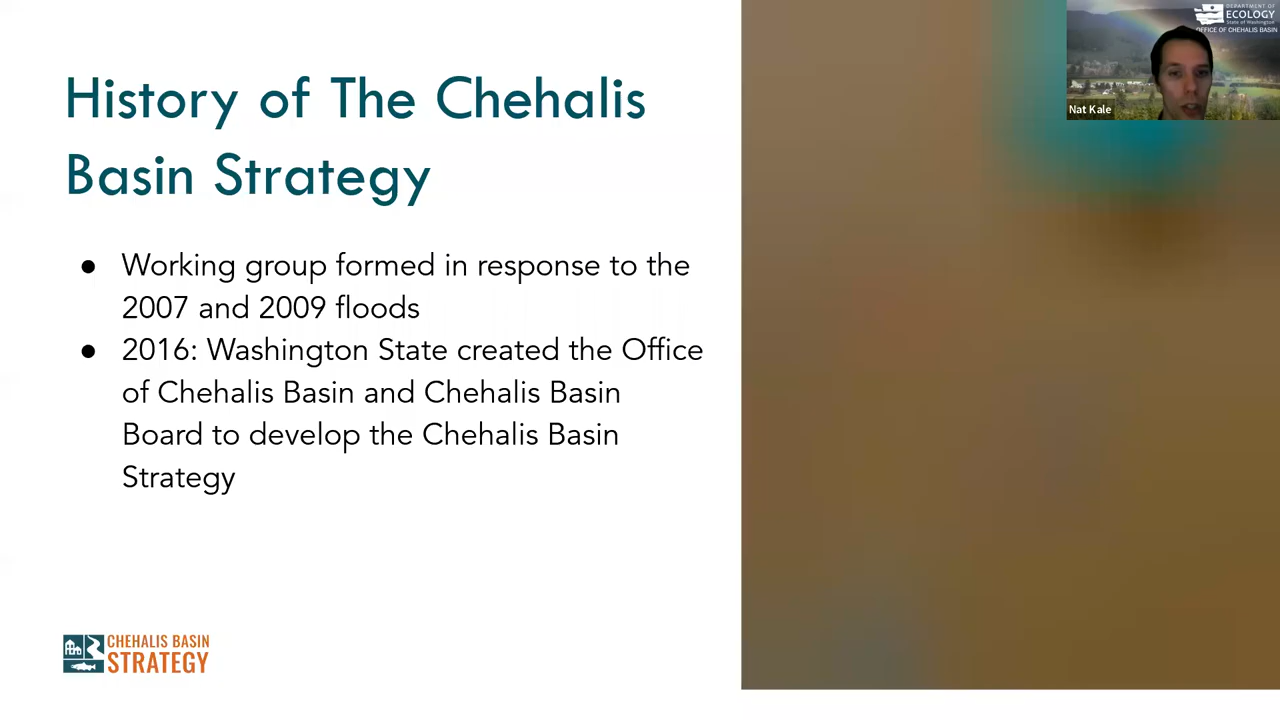 History of The Chehalis
Basin Strategy
● Working group formed in response to the
2007 and 2009 floods
● 2016: Washington State created the Office
of Chehalis Basin and Chehalis Basin
Board to develop the Chehalis Basin
Strategy
CHEHALIS BASIN
STRATEGY
DEPARTMENT OF
ECOLOGY
State of Washington
OFFICE OF CHEHALIS BASIN
Nat Kale